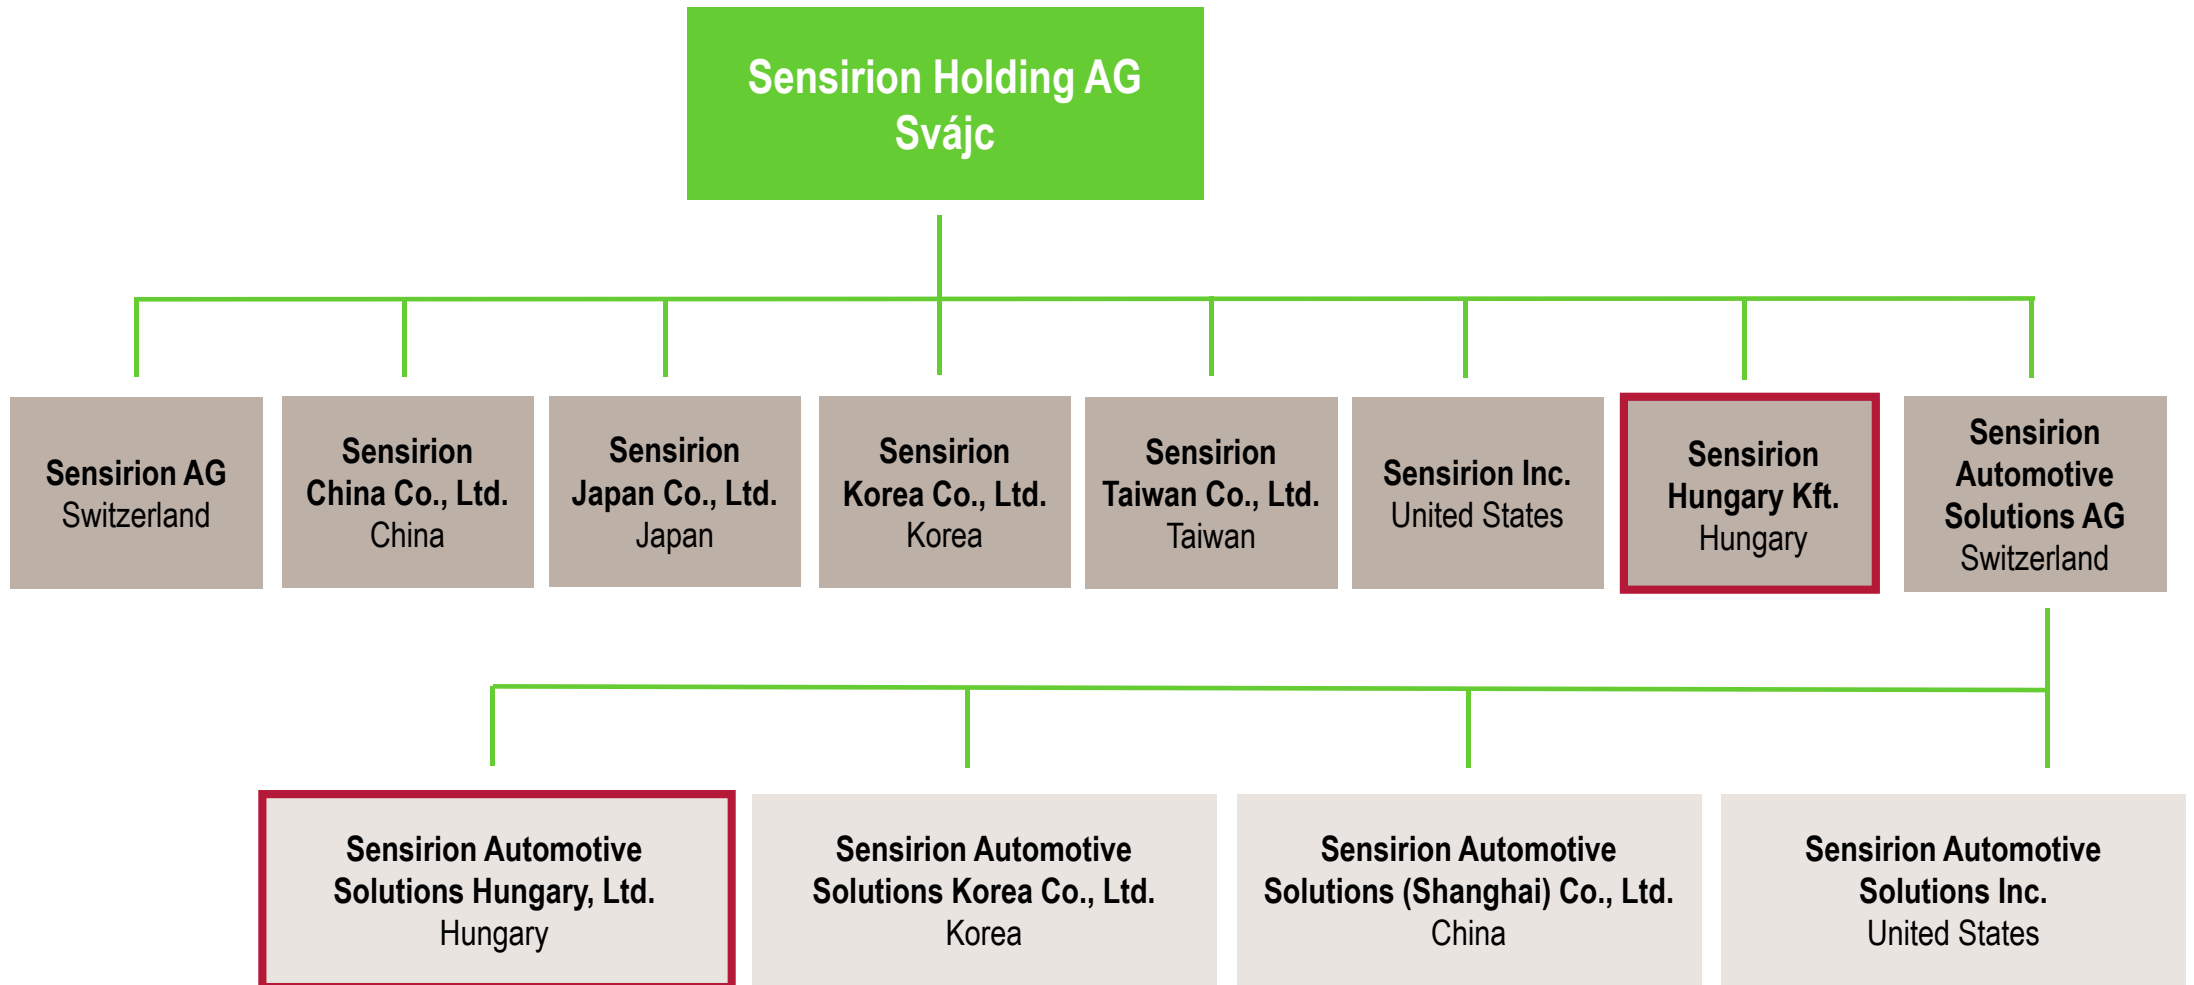 Sensirion Holding AG
Svájc
Sensirion AG
Switzerland
Sensirion
China Co., Ltd.
China
Sensirion
Japan Co., Ltd.
Japan
Sensirion
Korea Co., Ltd.
Korea
Sensirion
Taiwan Co., Ltd.
Taiwan
Sensirion Inc.
United States
Sensirion
Hungary Kft.
Hungary
Sensirion
Automotive
Solutions AG
Switzerland
Sensirion Automotive
Solutions Hungary, Ltd.
Hungary
Sensirion Automotive
Solutions Korea Co., Ltd.
Korea
Sensirion Automotive
Solutions (Shanghai) Co., Ltd.
China
Sensirion Automotive
Solutions Inc.
United States